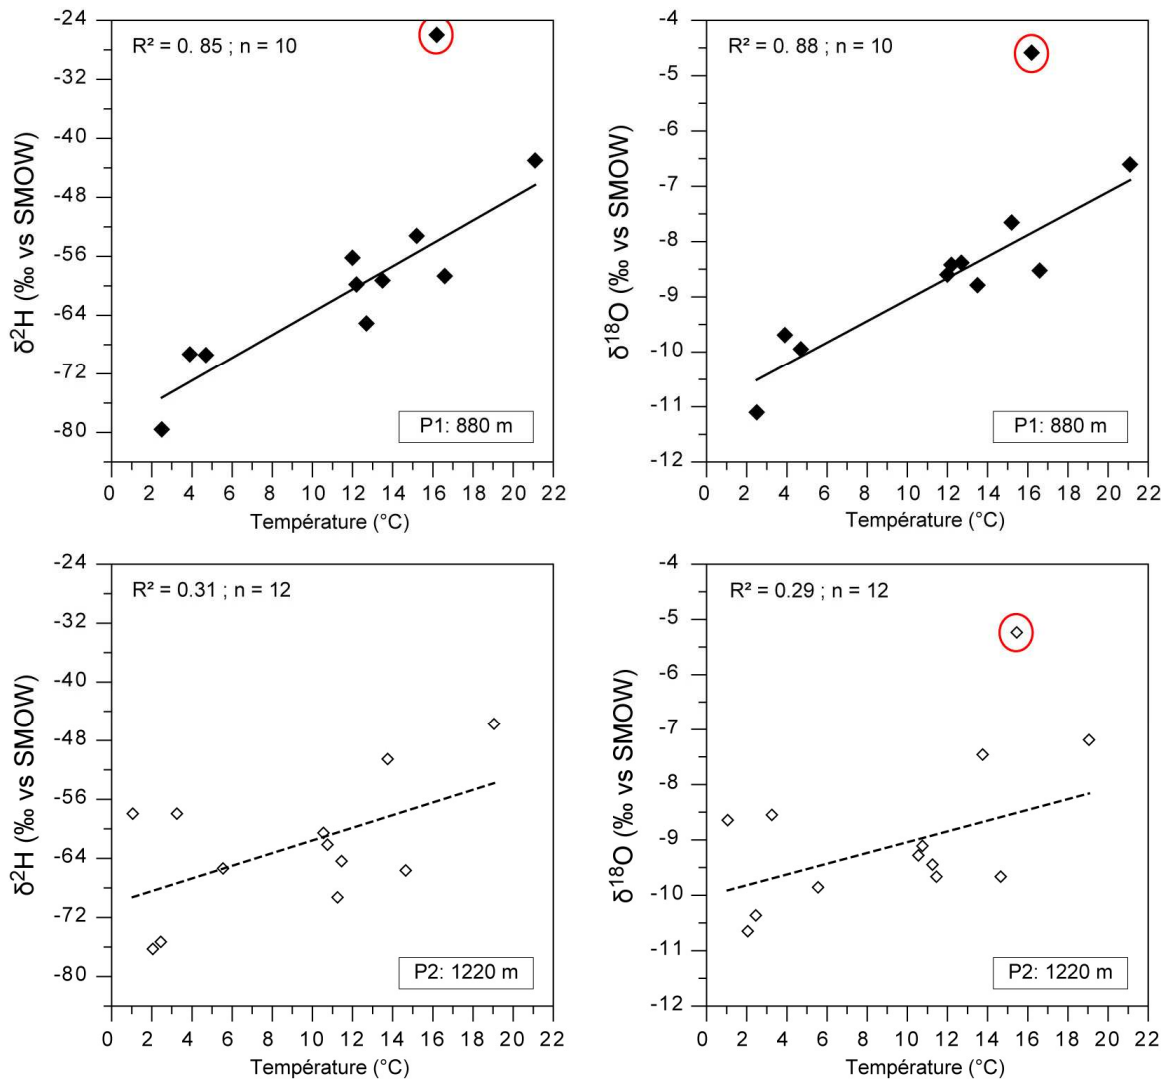 R² = 0. 85 ; n = 10
δ²H (‰ vs SMOW)
-24
-32
-40
-48
-56
-64
-72
-80
P1: 880 m
0 2 4 6 8 10 12 14 16 18 20 22
Température (°C)
R² = 0. 88 ; n = 10
δ¹⁸O (‰ vs SMOW)
-4
-5
-6
-7
-8
-9
-10
-11
-12
P1: 880 m
0 2 4 6 8 10 12 14 16 18 20 22
Température (°C)
R² = 0.31 ; n = 12
δ²H (‰ vs SMOW)
-24
-32
-40
-48
-56
-64
-72
-80
P2: 1220 m
0 2 4 6 8 10 12 14 16 18 20 22
Température (°C)
R² = 0.29 ; n = 12
δ¹⁸O (‰ vs SMOW)
-4
-5
-6
-7
-8
-9
-10
-11
-12
P2: 1220 m
0 2 4 6 8 10 12 14 16 18 20 22
Température (°C)